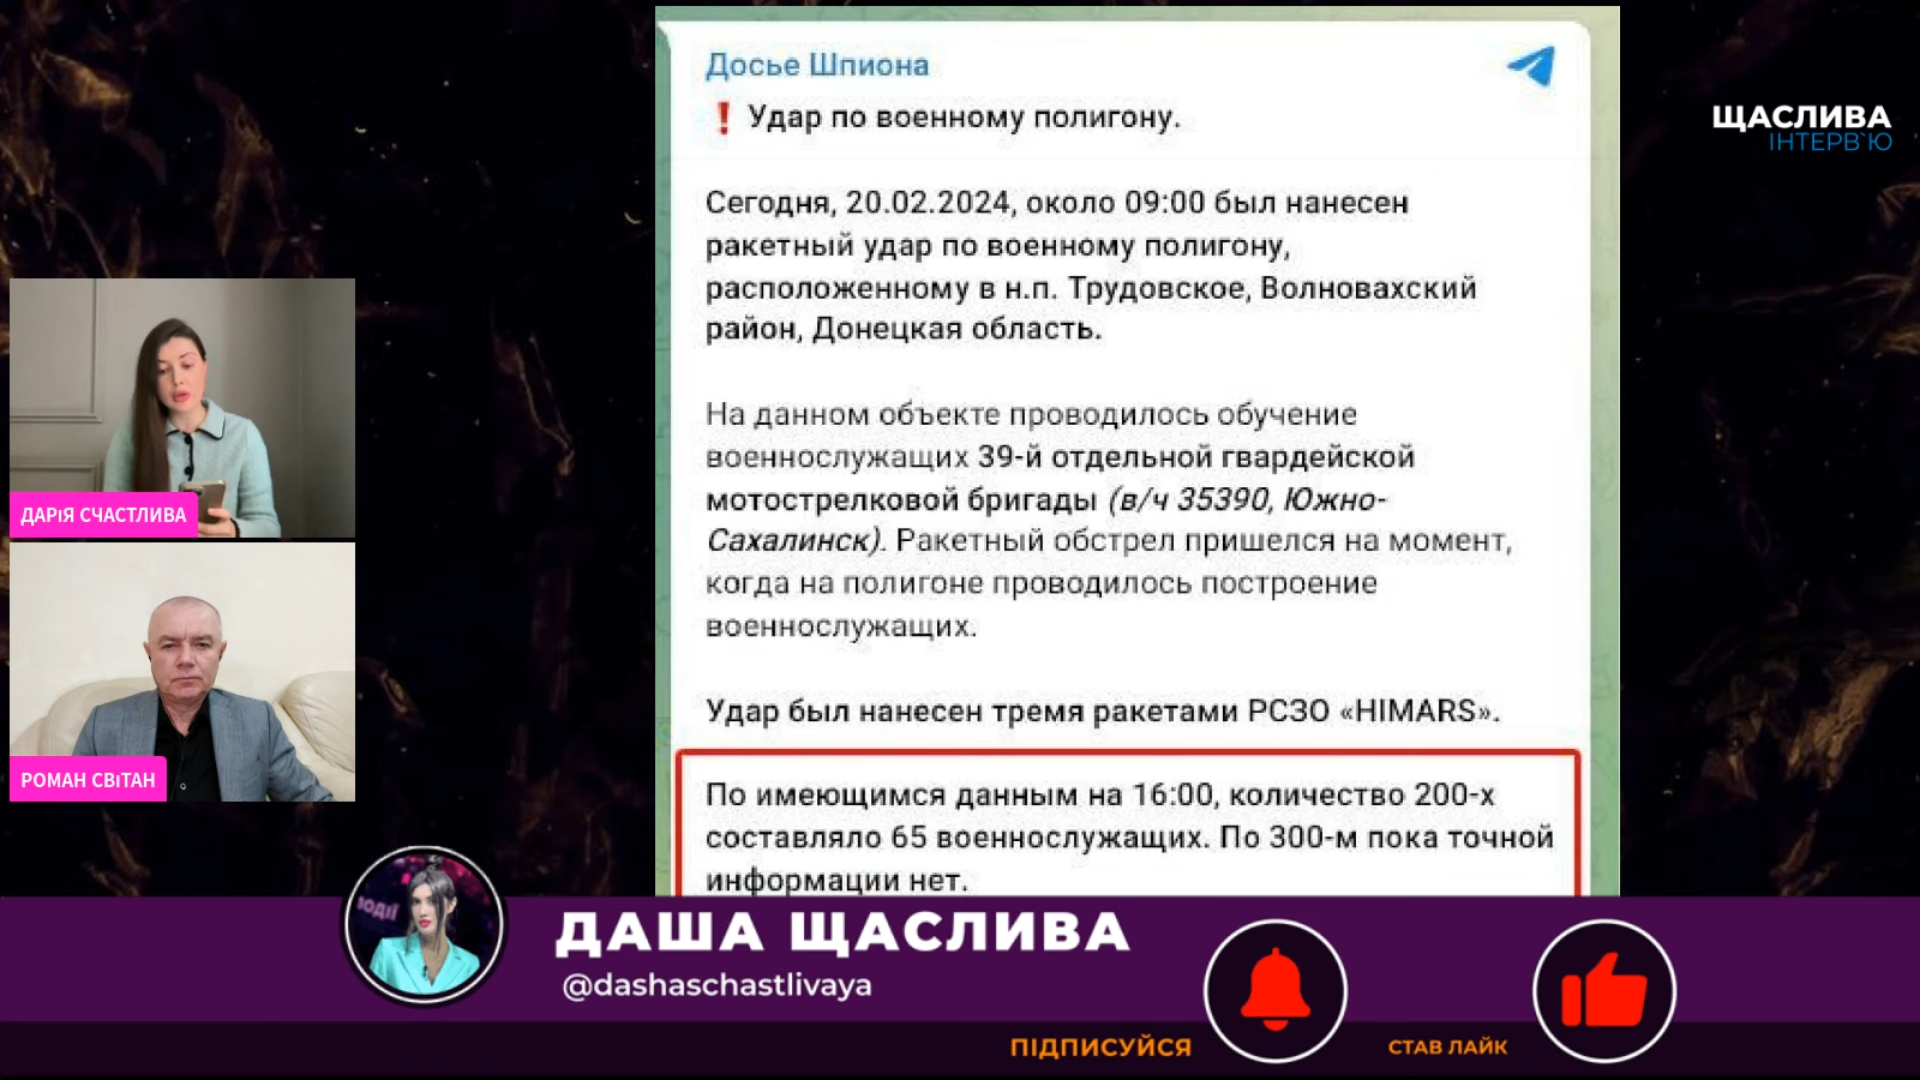 Досье Шпиона
❗ Удар по военному полигону.
ЩАСЛИВА
ІНТЕРВ`Ю
Сегодня, 20.02.2024, около 09:00 был нанесен
ракетный удар по военному полигону,
расположенному в н.п. Трудовское, Волновахский
район, Донецкая область.
На данном объекте проводилось обучение
военнослужащих 39-й отдельной гвардейской
мотострелковой бригады (в/ч 35390, Южно-
Сахалинск). Ракетный обстрел пришелся на момент,
когда на полигоне проводилось построение
военнослужащих.
Удар был нанесен тремя ракетами РСЗО «HIMARS».
По имеющимся данным на 16:00, количество 200-х
составляло 65 военнослужащих. По 300-м пока точной
информации нет.
ДАРіЯ СЧАСТЛИВА
РОМАН СВіТАН
ПОДІЇ
ДАША ЩАСЛИВА
@dashaschastlivaya
ПІДПИСУЙСЯ
СТАВ ЛАЙК